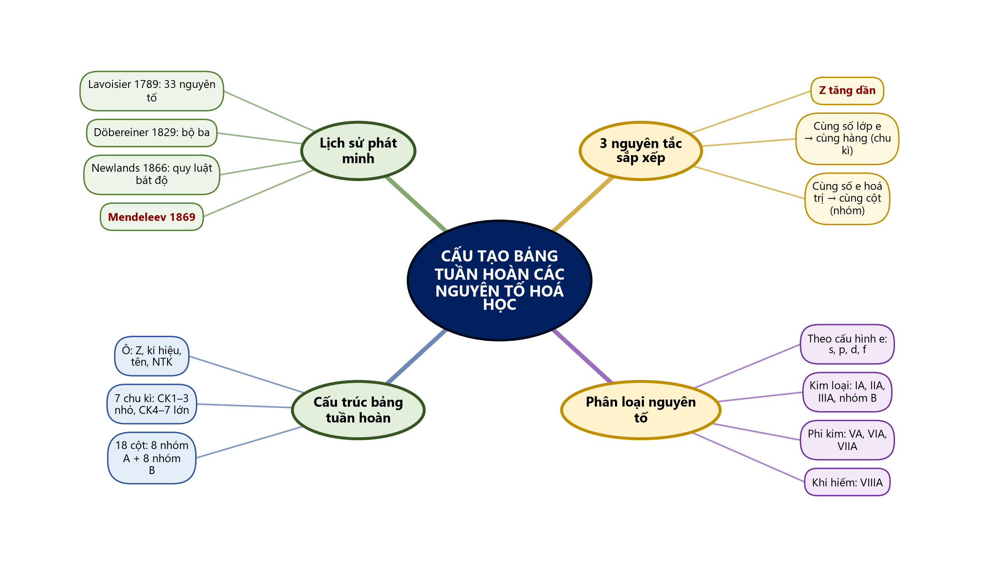 CẤU TẠO BẢNG
TUẦN HOÀN CÁC
NGUYÊN TỐ HOÁ
HỌC
Lịch sử phát
minh
Lavoisier 1789: 33 nguyên
tố
Döbereiner 1829: bộ ba
Newlands 1866: quy luật
bát độ
Mendeleev 1869
3 nguyên tắc
sắp xếp
Z tăng dần
Cùng số lớp e
→ cùng hàng (chu
kì)
Cùng số e hoá
trị → cùng cột
(nhóm)
Cấu trúc bảng
tuần hoàn
Ô: Z, kí hiệu,
tên, NTK
7 chu kì: CK1–3
nhỏ, CK4–7 lớn
18 cột: 8 nhóm
A + 8 nhóm
B
Phân loại nguyên
tố
Theo cấu hình e:
s, p, d, f
Kim loại: IA, IIA,
IIIA, nhóm B
Phi kim: VA, VIA,
VIIA
Khí hiếm: VIIIA